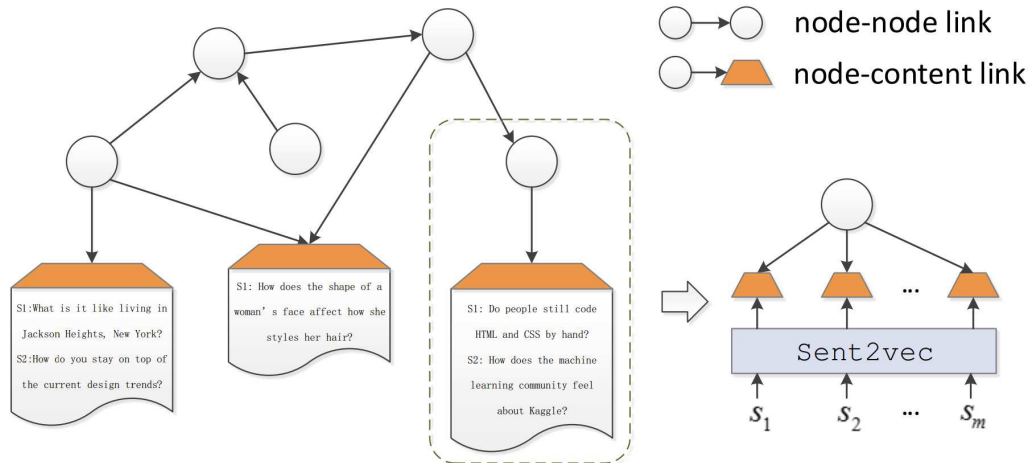 node-node link
node-content link
S1:What is it like living in
Jackson Heights, New York?
S2:How do you stay on top of
the current design trends?
S1: How does the shape of a
woman's face affect how she
styles her hair?
S1: Do people still code
HTML and CSS by hand?
S2: How does the machine
learning community feel
about Kaggle?
...
Sent2vec
s1 s2 ... sm